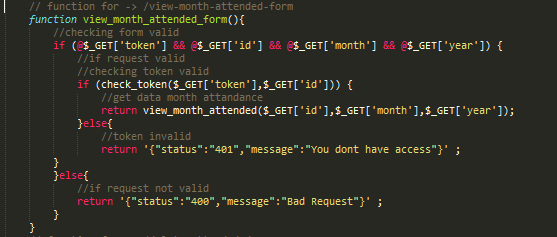 // function for -> /view-month-attended-form
function view_month_attended_form(){
//checking form valid
if (@$_GET['token'] && @$_GET['id'] && @$_GET['month'] && @$_GET['year']) {
//if request valid
//checking token valid
if (check_token($_GET['token'],$_GET['id'])) {
//get data month attandance
return view_month_attended($_GET['id'],$_GET['month'],$_GET['year']);
}else{
//token invalid
return '{"status":"401","message":"You dont have access"}' ;
}
}else{
//if request not valid
return '{"status":"400","message":"Bad Request"}' ;
}
}